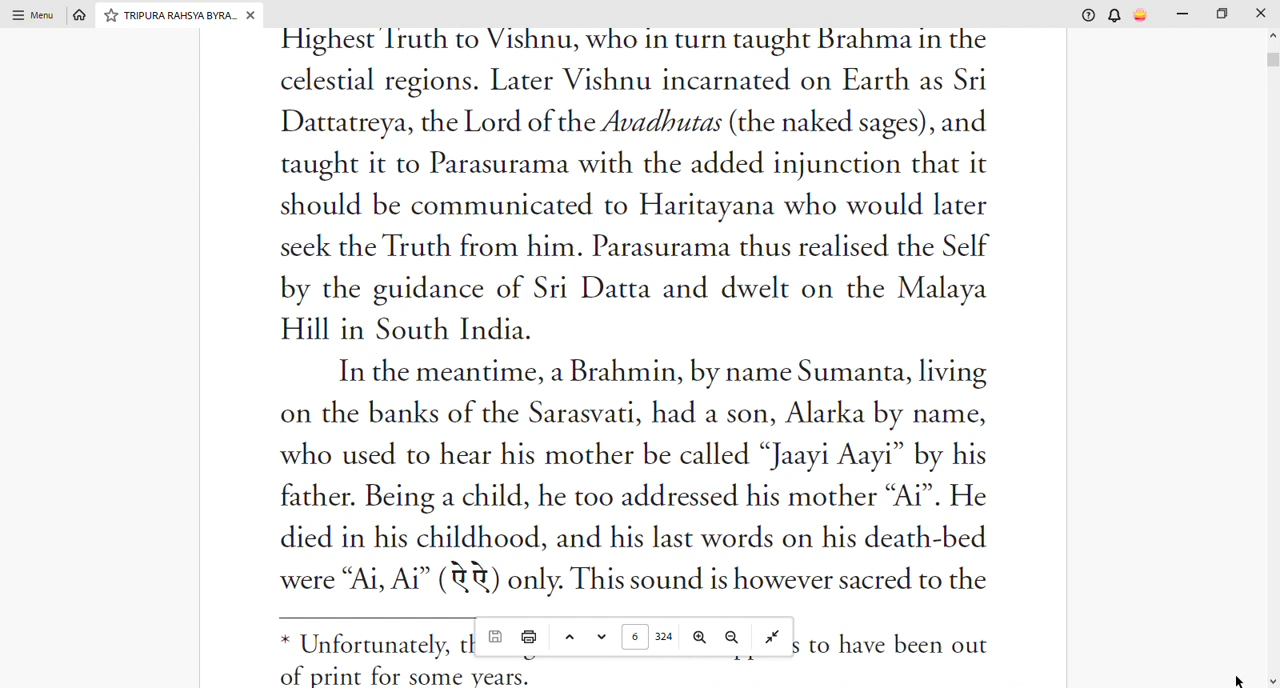 Menu
TRIPURA RAHSYA BYRA...
Highest Truth to Vishnu, who in turn taught Brahma in the
celestial regions. Later Vishnu incarnated on Earth as Sri
Dattatreya, the Lord of the Avadhutas (the naked sages), and
taught it to Parasurama with the added injunction that it
should be communicated to Haritayana who would later
seek the Truth from him. Parasurama thus realised the Self
by the guidance of Sri Datta and dwelt on the Malaya
Hill in South India.
In the meantime, a Brahmin, by name Sumanta, living
on the banks of the Sarasvati, had a son, Alarka by name,
who used to hear his mother be called “Jaayi Aayi” by his
father. Being a child, he too addressed his mother “Ai”. He
died in his childhood, and his last words on his death-bed
were “Ai, Ai” (ऐ ऐ) only. This sound is however sacred to the
* Unfortunately, to have been out
of print for some years.
6 324